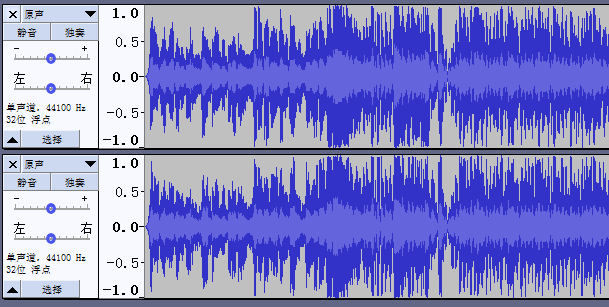 × 原声 1.0
静音 独奏 0.5
- +
左 右 0.0
单声道, 44100 Hz
32位 浮点 -0.5
选择 -1.0
× 原声 1.0
静音 独奏 0.5
- +
左 右 0.0
单声道, 44100 Hz
32位 浮点 -0.5
选择 -1.0